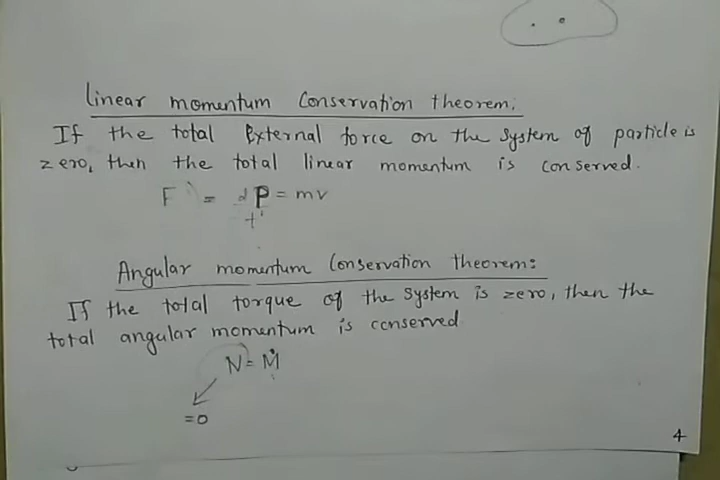 Linear momentum Conservation theorem:
If the total External force on the system of particle is
zero, then the total linear momentum is conserved.
F = dP = mv
t
Angular momentum Conservation theorem:
If the total torque of the system is zero, then the
total angular momentum is conserved
N = Ṁ
=0
4